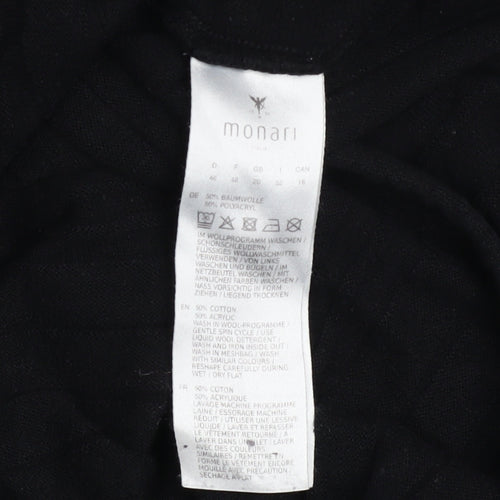 monari
D F GB I CAN
46 48 20 52 18
DE 50% BAUMWOLLE
50% POLYACRYL
IM WOLLPROGRAMM WASCHEN /
SCHONSCHLEUDERN /
FLÜSSIGES WOLLWASCHMITTEL
VERWENDEN / VON LINKS
WASCHEN UND BÜGELN / IM
NETZBEUTEL WASCHEN / MIT
ÄHNLICHEN FARBEN WASCHEN /
NASS VORSICHTIG IN FORM
ZIEHEN / LIEGEND TROCKNEN
EN 50% COTTON
50% ACRYLIC
WASH IN WOOL-PROGRAMME /
GENTLE SPIN CYCLE / USE
LIQUID WOOL DETERGENT /
WASH AND IRON INSIDE OUT /
WASH IN MESHBAG / WASH
WITH SIMILAR COLOURS /
RESHAPE CAREFULLY DURING
WET / DRY FLAT
FR 50% COTON
50% ACRYLIQUE
LAVAGE MACHINE PROGRAMME
LAINE / ESSORAGE MACHINE
RÉDUIT / UTILISER UNE LESSIVE
LIQUIDE / LAVER ET REPASSER
LE VÊTEMENT RETOURNÉ / À
LAVER DANS UN FILET / LAVER
AVEC DES COULEURS
SIMILAIRES / REMETTRE EN
FORME LE VÊTEMENT ENCORE
MOUILLÉ AVEC PRÉCAUTION /
SÉCHAGE À PLAT